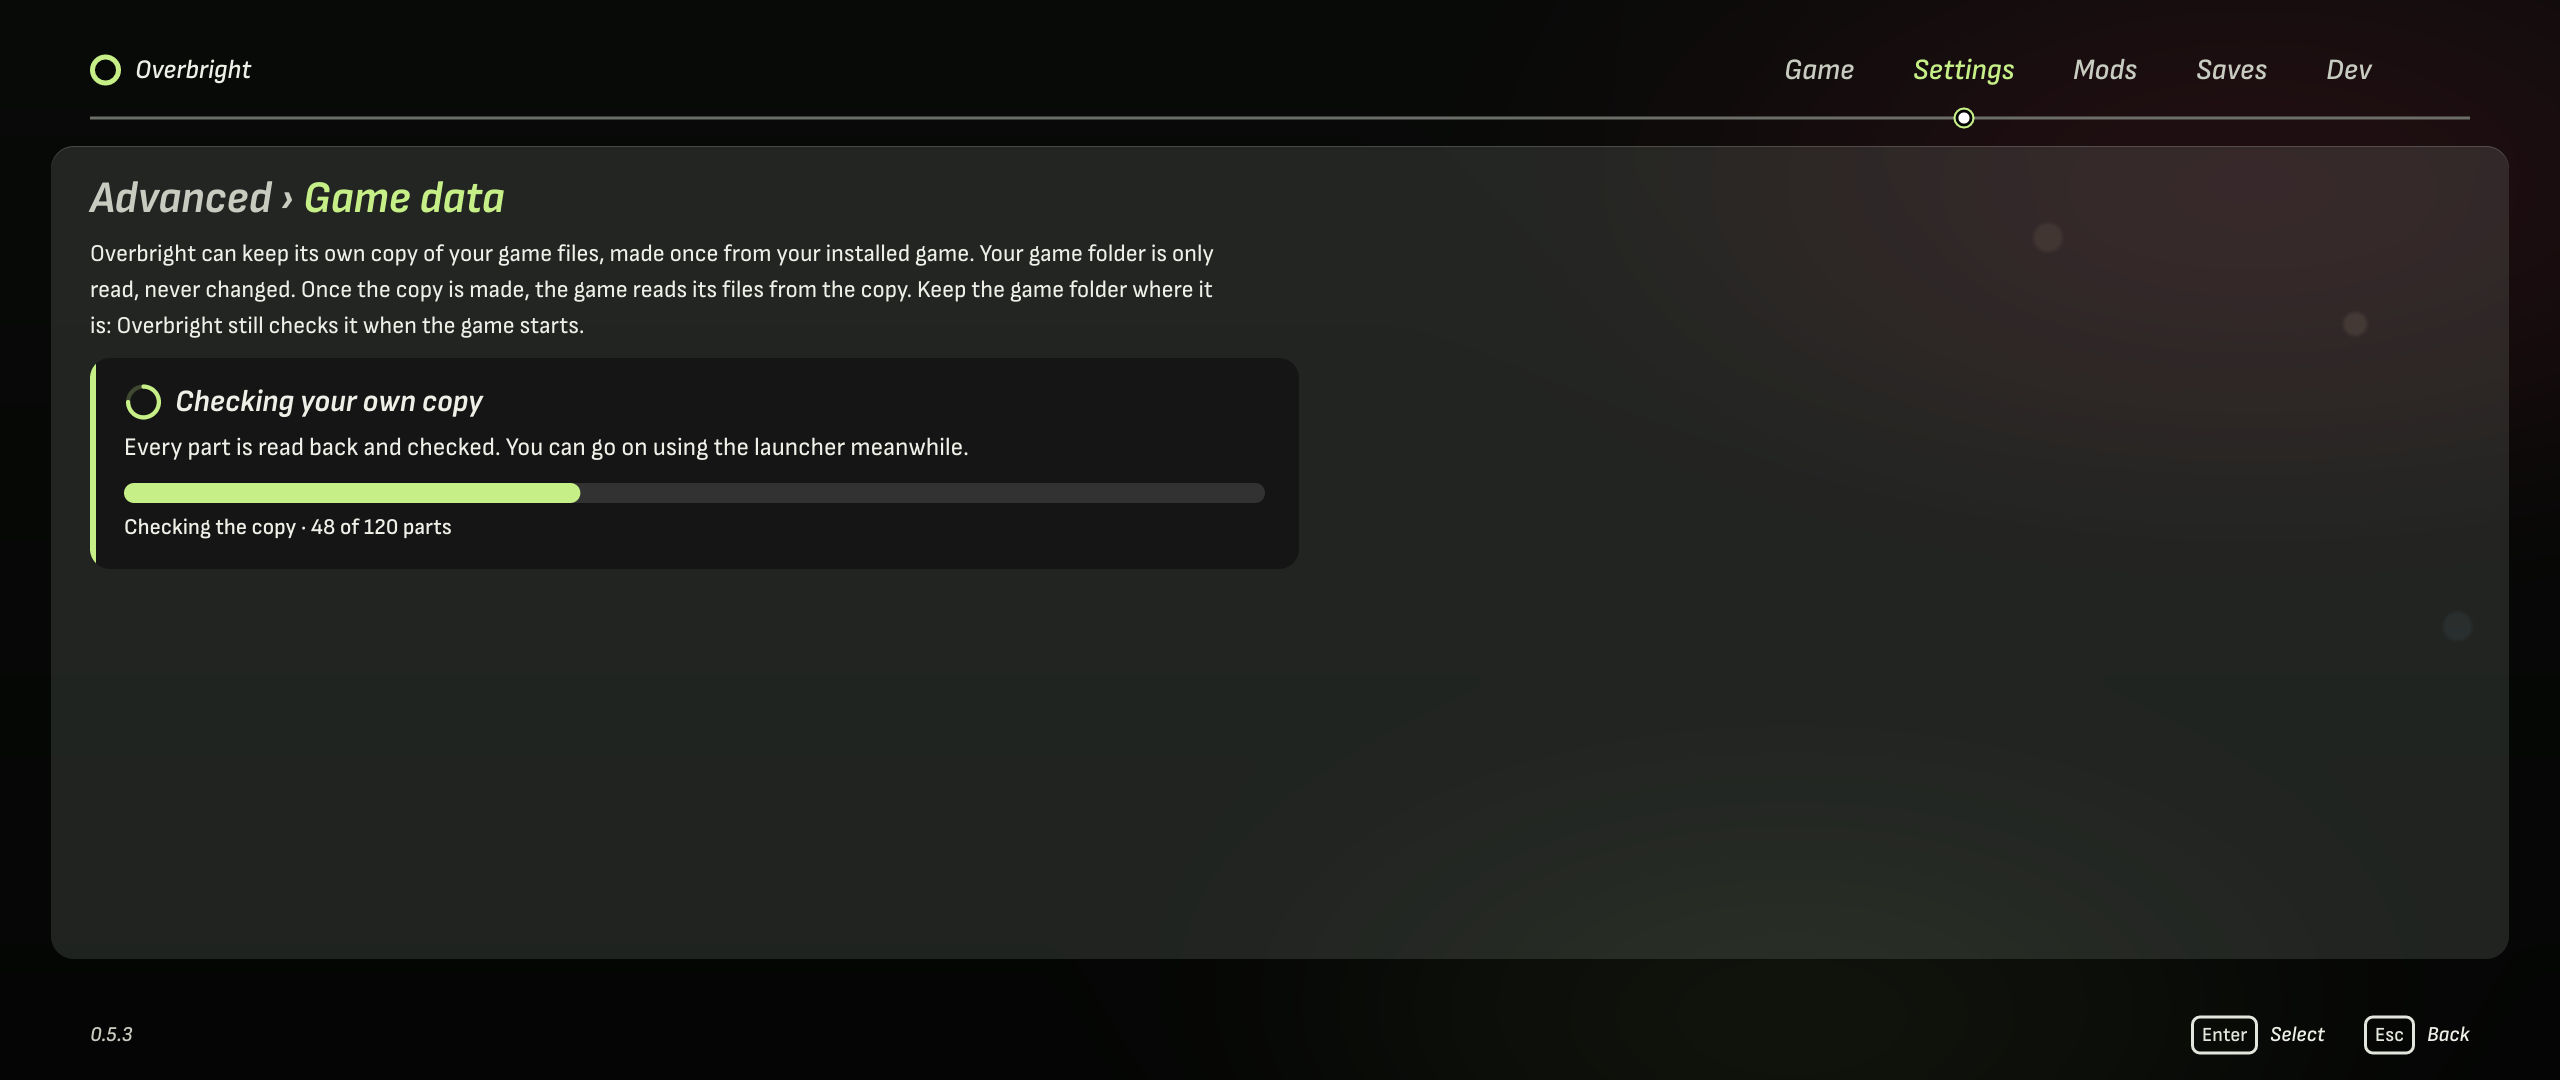 Overbright
Game Settings Mods Saves Dev
Advanced › Game data
Overbright can keep its own copy of your game files, made once from your installed game. Your game folder is only
read, never changed. Once the copy is made, the game reads its files from the copy. Keep the game folder where it
is: Overbright still checks it when the game starts.
Checking your own copy
Every part is read back and checked. You can go on using the launcher meanwhile.
Checking the copy · 48 of 120 parts
0.5.3
Enter Select Esc Back